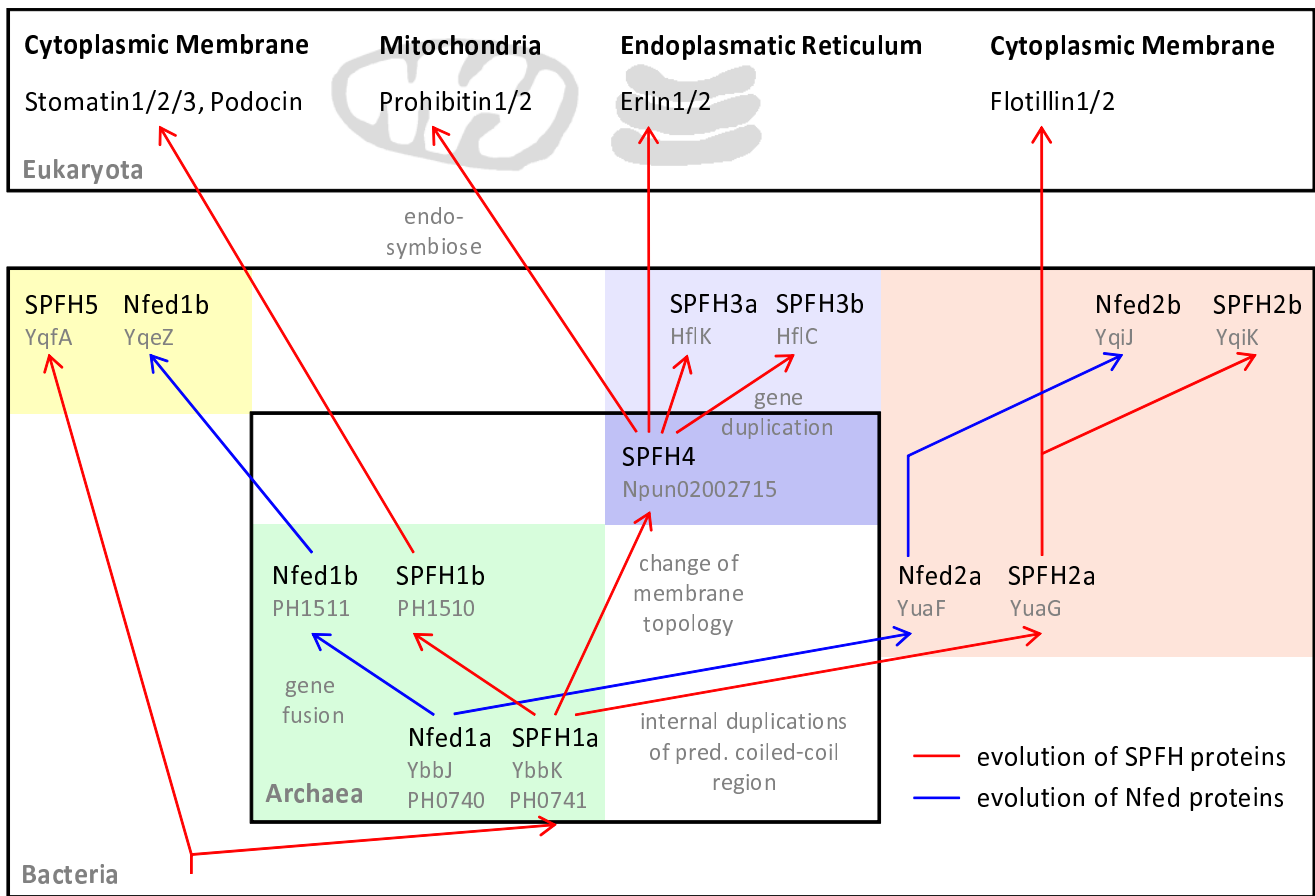 Cytoplasmic Membrane
Mitochondria
Endoplasmatic Reticulum
Cytoplasmic Membrane
Stomatin1/2/3, Podocin
Prohibitin1/2
Erlin1/2
Flotillin1/2
Eukaryota
endo-
symbiose
SPFH5
YqfA
Nfed1b
YqeZ
SPFH3a
HflK
SPFH3b
HflC
Nfed2b
YqiJ
SPFH2b
YqiK
gene
duplication
SPFH4
Npun02002715
Nfed1b
PH1511
SPFH1b
PH1510
change of
membrane
topology
Nfed2a
YuaF
SPFH2a
YuaG
gene
fusion
Nfed1a
YbbJ
PH0740
SPFH1a
YbbK
PH0741
internal duplications
of pred. coiled-coil
region
Archaea
evolution of SPFH proteins
evolution of Nfed proteins
Bacteria